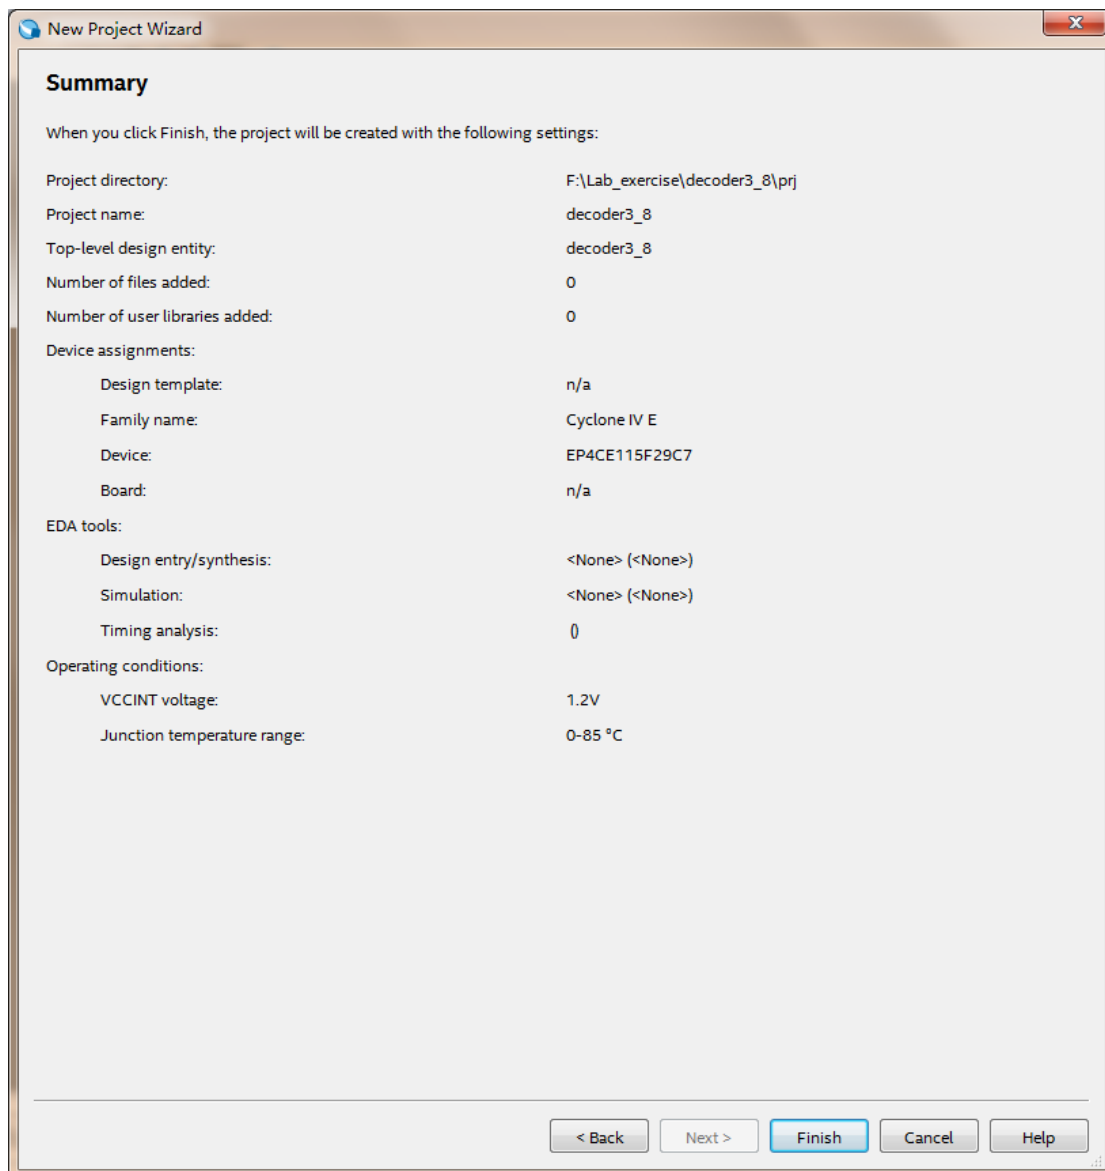 New Project Wizard
Summary
When you click Finish, the project will be created with the following settings:
Project directory: F:\Lab_exercise\decoder3_8\prj
Project name: decoder3_8
Top-level design entity: decoder3_8
Number of files added: 0
Number of user libraries added: 0
Device assignments:
Design template: n/a
Family name: Cyclone IV E
Device: EP4CE115F29C7
Board: n/a
EDA tools:
Design entry/synthesis: <None> (<None>)
Simulation: <None> (<None>)
Timing analysis: ()
Operating conditions:
VCCINT voltage: 1.2V
Junction temperature range: 0-85 °C
< Back Next > Finish Cancel Help